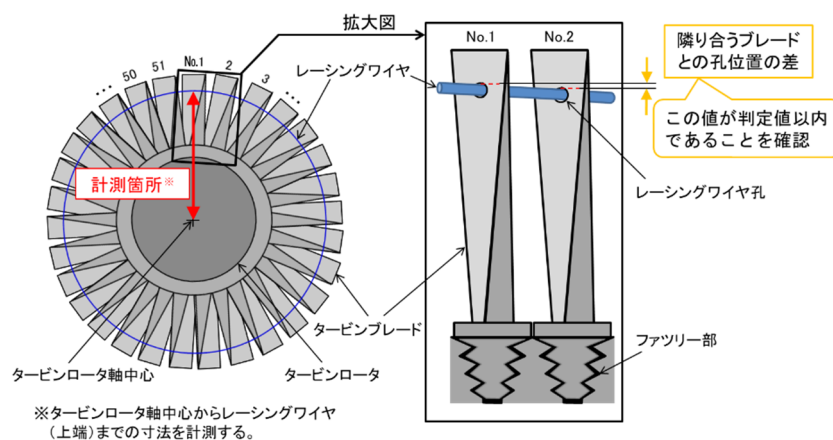 拡大図
No.1
2
3
…
51
50
…
レーシングワイヤ
計測箇所※
タービンブレード
タービンロータ軸中心
タービンロータ
※タービンロータ軸中心からレーシングワイヤ
（上端）までの寸法を計測する。
No.1
No.2
隣り合うブレード
との孔位置の差
この値が判定値以内
であることを確認
レーシングワイヤ孔
ファツリー部